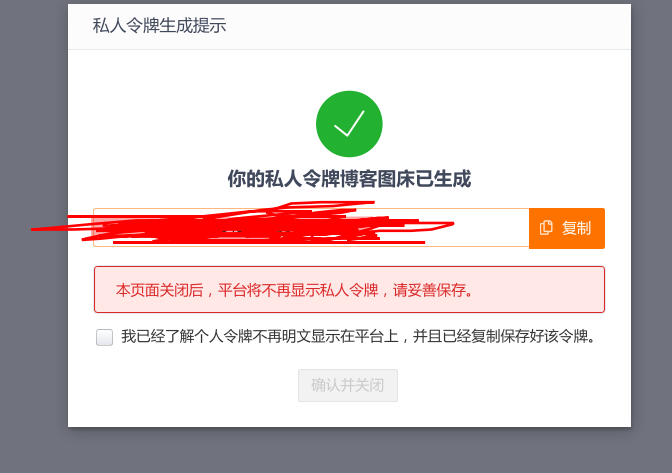 私人令牌生成提示
你的私人令牌博客图床已生成
复制
本页面关闭后，平台将不再显示私人令牌，请妥善保存。
我已经了解个人令牌不再明文显示在平台上，并且已经复制保存好该令牌。
确认并关闭